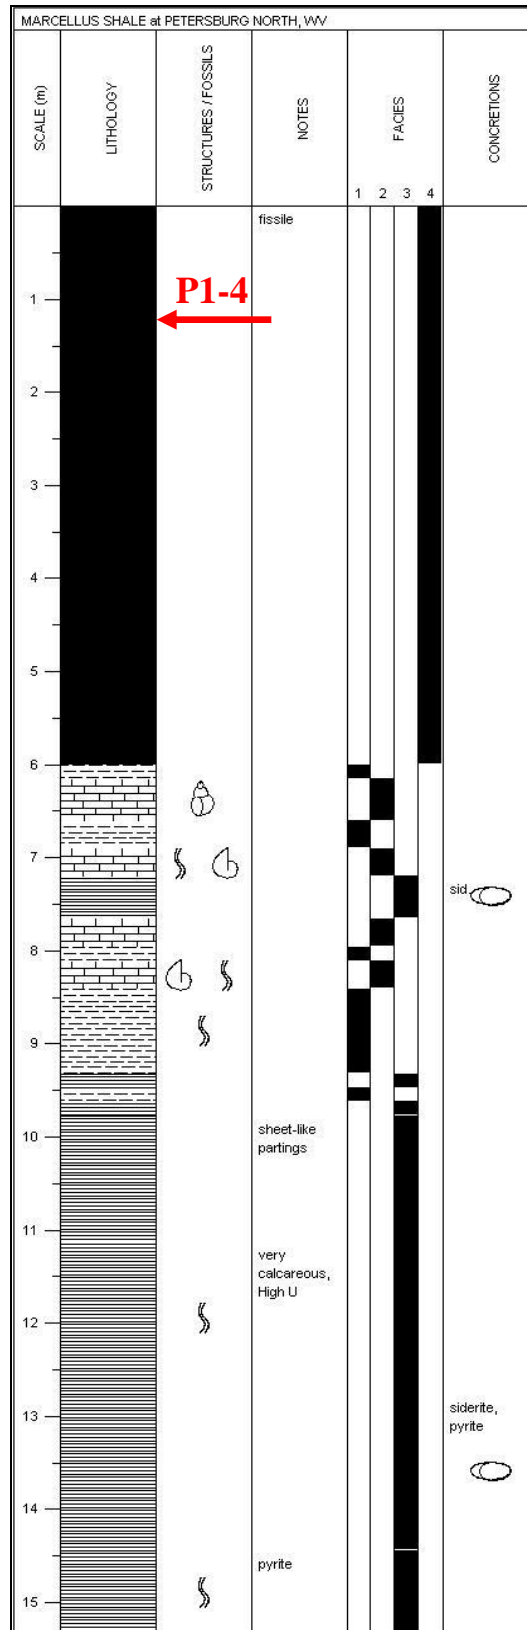 MARCELLUS SHALE at PETERSBURG NORTH, WV
SCALE (m)
LITHOLOGY
STRUCTURES / FOSSILS
NOTES
FACIES
CONCRETIONS
1 2 3 4
fissile
P1-4
1
2
3
4
5
6
7
sid.
8
9
10
sheet-like
partings
11
very
calcareous,
High U
12
13
siderite,
pyrite
14
pyrite
15